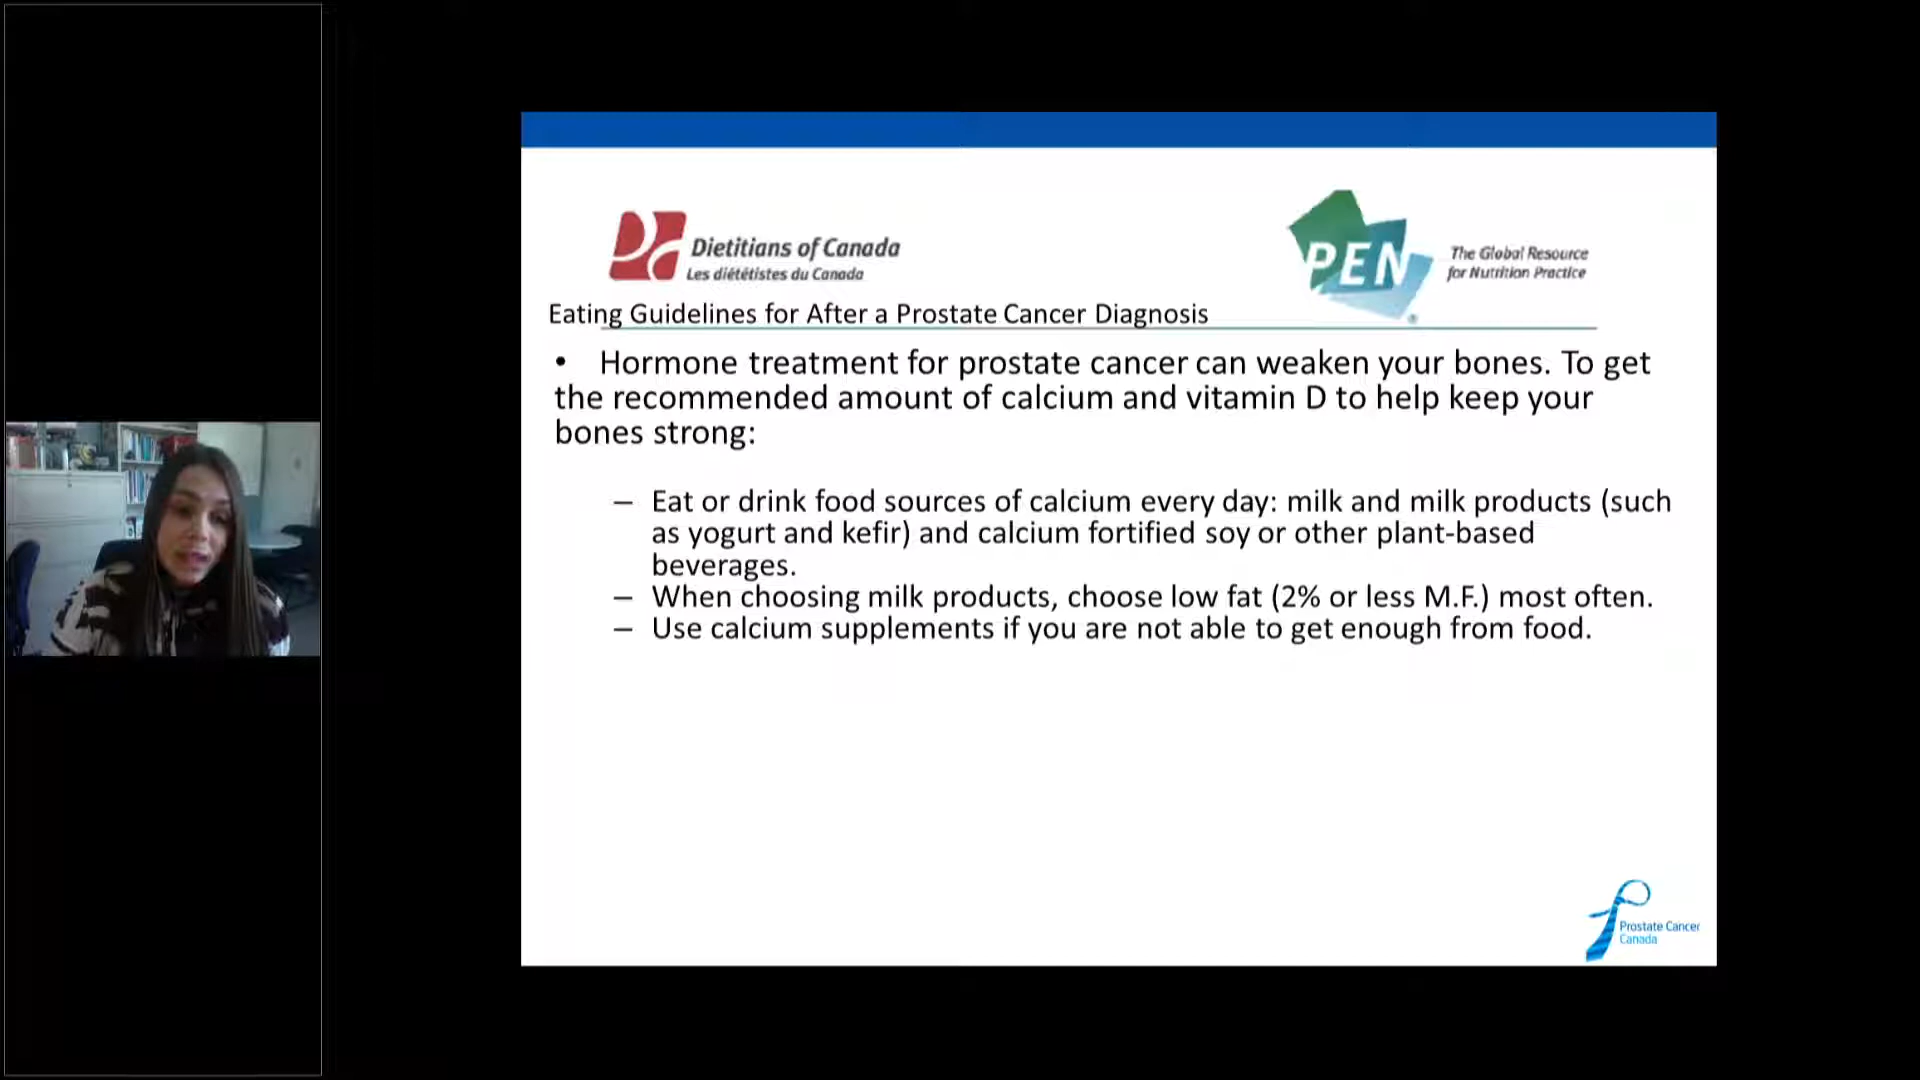 Dietitians of Canada
Les diététistes du Canada
PEN
The Global Resource
for Nutrition Practice
Eating Guidelines for After a Prostate Cancer Diagnosis
• Hormone treatment for prostate cancer can weaken your bones. To get
the recommended amount of calcium and vitamin D to help keep your
bones strong:
– Eat or drink food sources of calcium every day: milk and milk products (such
as yogurt and kefir) and calcium fortified soy or other plant-based
beverages.
– When choosing milk products, choose low fat (2% or less M.F.) most often.
– Use calcium supplements if you are not able to get enough from food.
Prostate Cancer
Canada